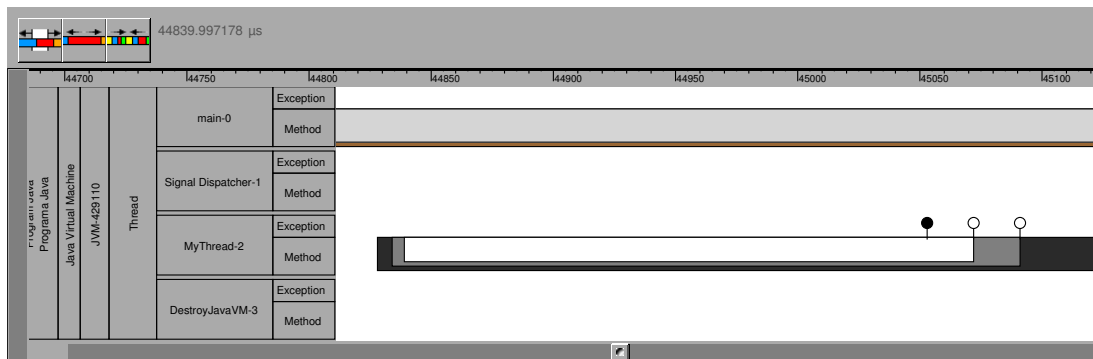 44839.997178 µs
44700 44750 44800 44850 44900 44950 45000 45050 45100
Programa Java
Java Virtual Machine
JVM-429110
Thread
main-0
Exception
Method
Signal Dispatcher-1
Exception
Method
MyThread-2
Exception
Method
DestroyJavaVM-3
Exception
Method